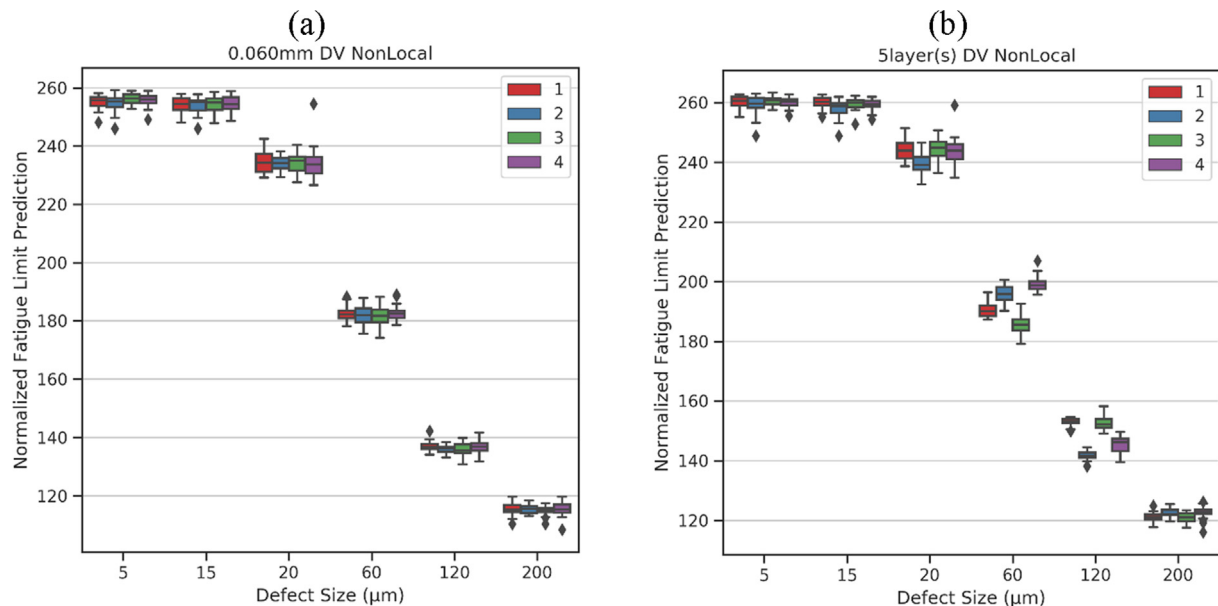 (a)
0.060mm DV NonLocal
Normalized Fatigue Limit Prediction
260
240
220
200
180
160
140
120
1
2
3
4
5 15 20 60 120 200
Defect Size (μm)
(b)
5layer(s) DV NonLocal
Normalized Fatigue Limit Prediction
260
240
220
200
180
160
140
120
1
2
3
4
5 15 20 60 120 200
Defect Size (μm)